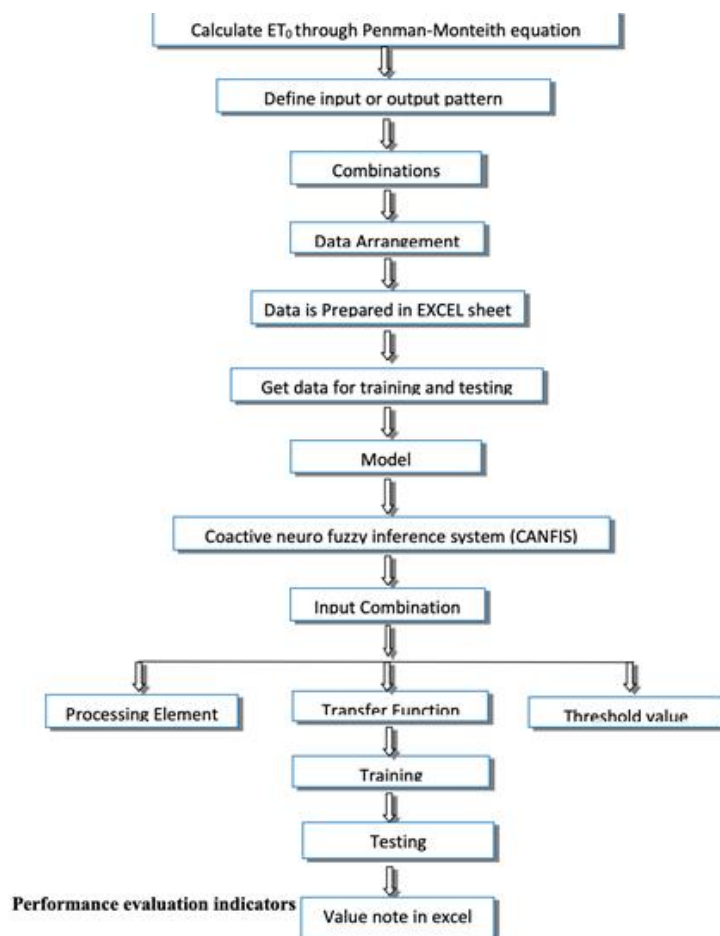 Calculate ET₀ through Penman-Monteith equation
Define input or output pattern
Combinations
Data Arrangement
Data is Prepared in EXCEL sheet
Get data for training and testing
Model
Coactive neuro fuzzy inference system (CANFIS)
Input Combination
Processing Element
Transfer Function
Threshold value
Training
Testing
Performance evaluation indicators
Value note in excel